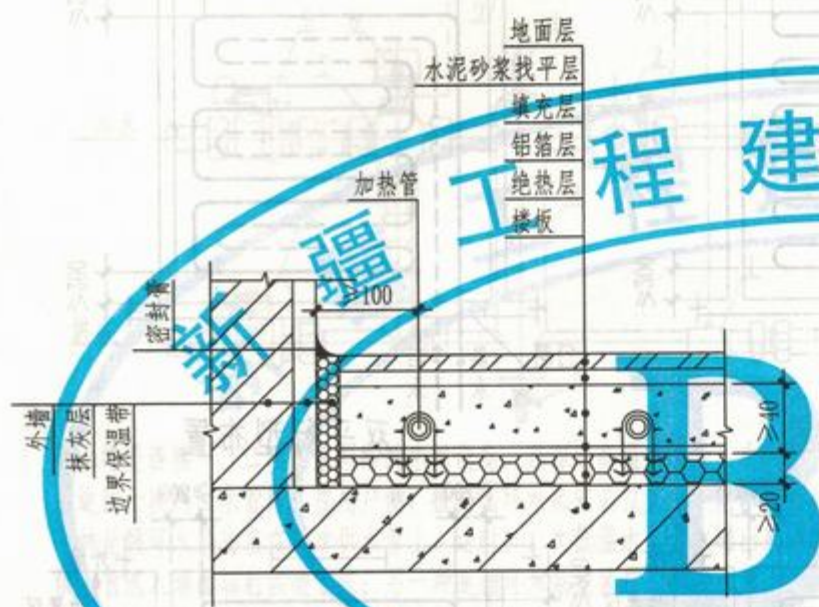 地面层
水泥砂浆找平层
填充层
铝箔层
绝热层
楼板
加热管
≥100
密封膏
外墙
抹灰层
边界保温带
≥40
≥20
新疆工程建
B